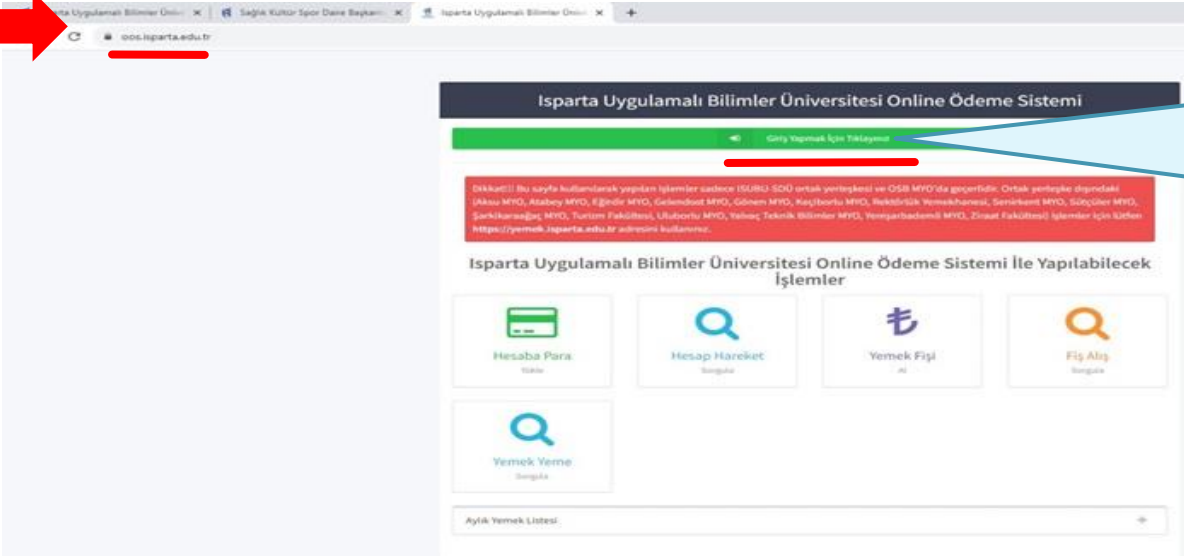 Isparta Uygulamalı Bilimler Üniv
Sağlık Kültür Spor Daire Başkan
Isparta Uygulamalı Bilimler Üniv
oos.isparta.edu.tr
Isparta Uygulamalı Bilimler Üniversitesi Online Ödeme Sistemi
Giriş Yapmak İçin Tıklayınız
Dikkat!!! Bu sayfa kullanılarak yapılan işlemler sadece ISUBÜ-SDÜ ortak yerleşkesi ve OSB MYO'da geçerlidir. Ortak yerleşke dışındaki
(Aksu MYO, Atabey MYO, Eğirdir MYO, Gelendost MYO, Gönen MYO, Keçiborlu MYO, Rektörlük Yemekhanesi, Senirkent MYO, Sütçüler MYO,
Şarkikaraağaç MYO, Turizm Fakültesi, Uluborlu MYO, Yalvaç Teknik Bilimler MYO, Yenişarbademli MYO, Ziraat Fakültesi) işlemler için lütfen
https://yemek.isparta.edu.tr adresini kullanınız.
Isparta Uygulamalı Bilimler Üniversitesi Online Ödeme Sistemi İle Yapılabilecek
İşlemler
Hesaba Para
Yükle
Hesap Hareket
Sorgula
Yemek Fişi
Al
Fiş Alış
Sorgula
Yemek Yeme
Sorgula
Aylık Yemek Listesi